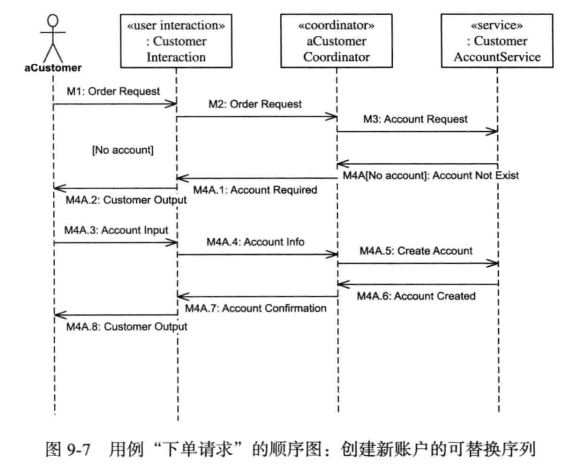 «user interaction»
: Customer
Interaction
«coordinator»
aCustomer
Coordinator
«service»
: Customer
AccountService
aCustomer
M1: Order Request
M2: Order Request
M3: Account Request
[No account]
M4A[No account]: Account Not Exist
M4A.1: Account Required
M4A.2: Customer Output
M4A.3: Account Input
M4A.4: Account Info
M4A.5: Create Account
M4A.6: Account Created
M4A.7: Account Confirmation
M4A.8: Customer Output
图 9-7 用例“下单请求”的顺序图：创建新账户的可替换序列